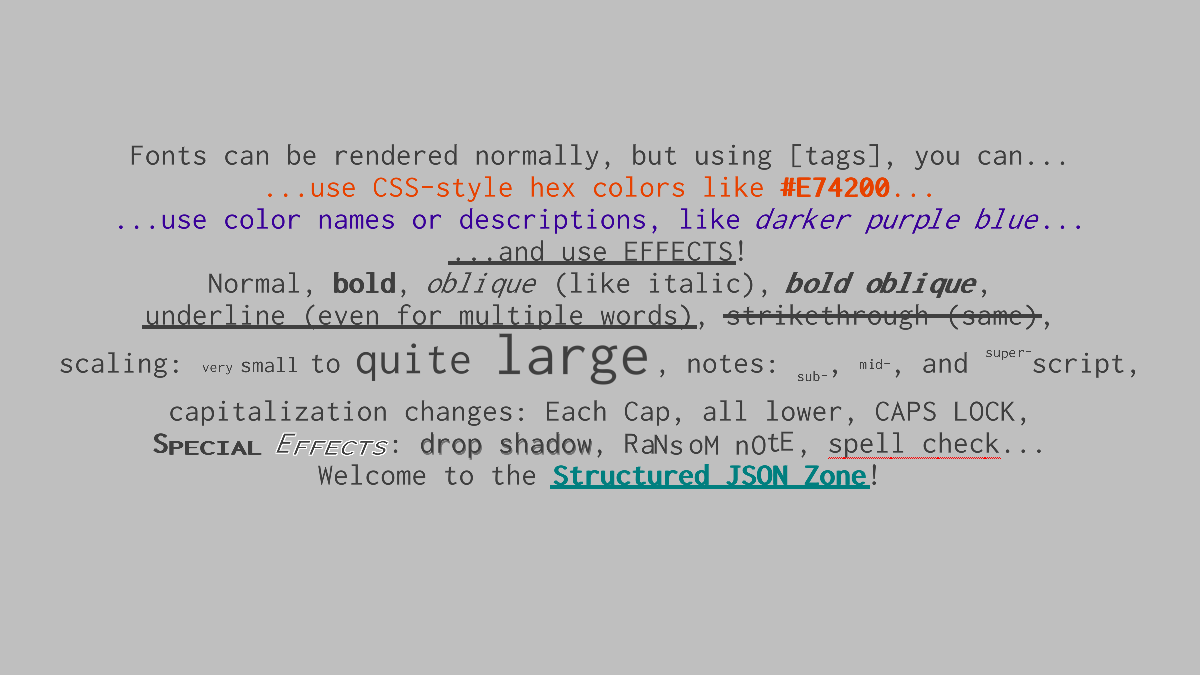 Fonts can be rendered normally, but using [tags], you can...
...use CSS-style hex colors like #E74200...
...use color names or descriptions, like darker purple blue...
...and use EFFECTS!
Normal, bold, oblique (like italic), bold oblique,
underline (even for multiple words), strikethrough (same),
scaling: very small to quite large, notes: sub-, mid-, and super-script,
capitalization changes: Each Cap, all lower, CAPS LOCK,
SPECIAL EFFECTS: drop shadow, RaNsoM nOtE, spell check...
Welcome to the Structured JSON Zone!